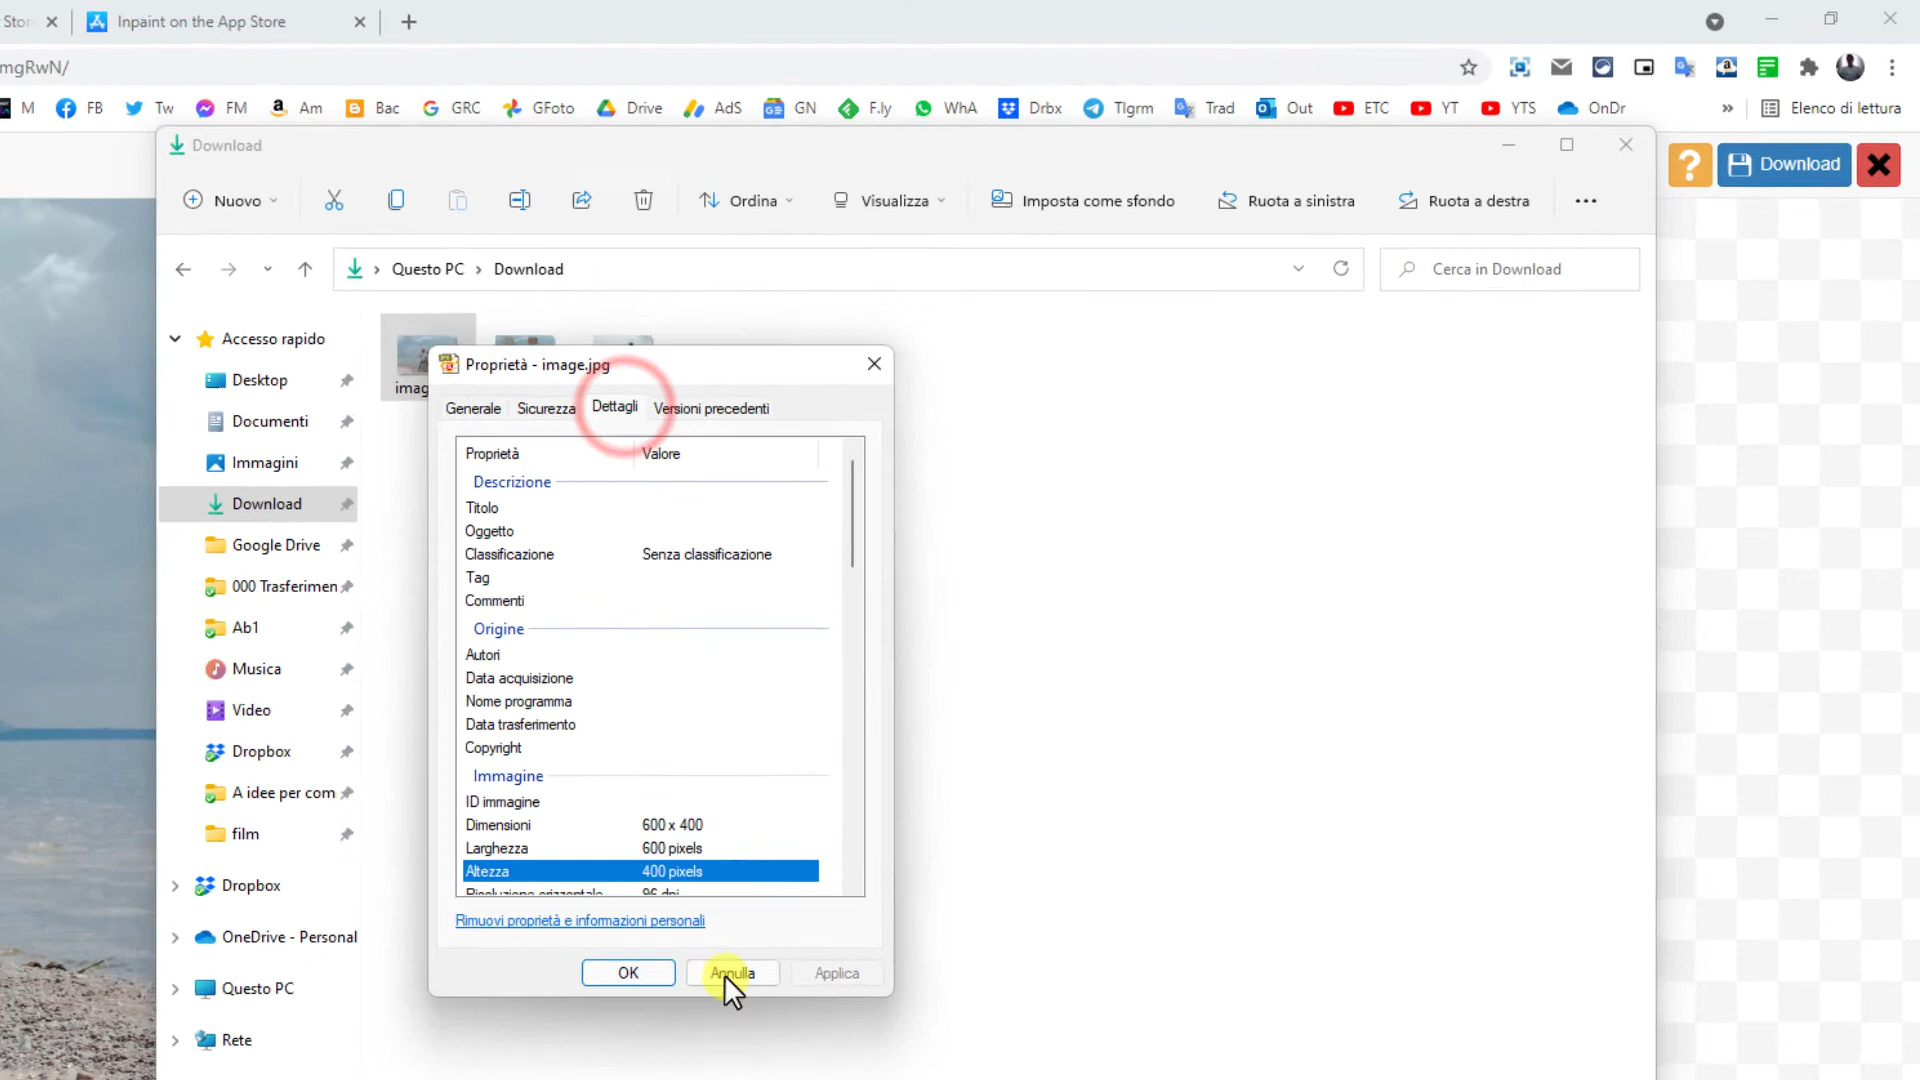 Stor
Inpaint on the App Store
mgRwN/
M FB Tw FM Am Bac GRC GFoto Drive AdS GN F.ly WhA Drbx Tlgrm Trad Out ETC YT YTS OnDr » Elenco di lettura
Download
? Download
Nuovo Ordina Visualizza Imposta come sfondo Ruota a sinistra Ruota a destra
Questo PC › Download
Cerca in Download
Accesso rapido
Desktop
Documenti
Immagini
Download
Google Drive
000 Trasferimen
Ab1
Musica
Video
Dropbox
A idee per com
film
Dropbox
OneDrive - Personal
Questo PC
Rete
imag
Proprietà - image.jpg
Generale Sicurezza Dettagli Versioni precedenti
Proprietà Valore
Descrizione
Titolo
Oggetto
Classificazione Senza classificazione
Tag
Commenti
Origine
Autori
Data acquisizione
Nome programma
Data trasferimento
Copyright
Immagine
ID immagine
Dimensioni 600 x 400
Larghezza 600 pixels
Altezza 400 pixels
Risoluzione orizzontale 96 dpi
Rimuovi proprietà e informazioni personali
OK Annulla Applica